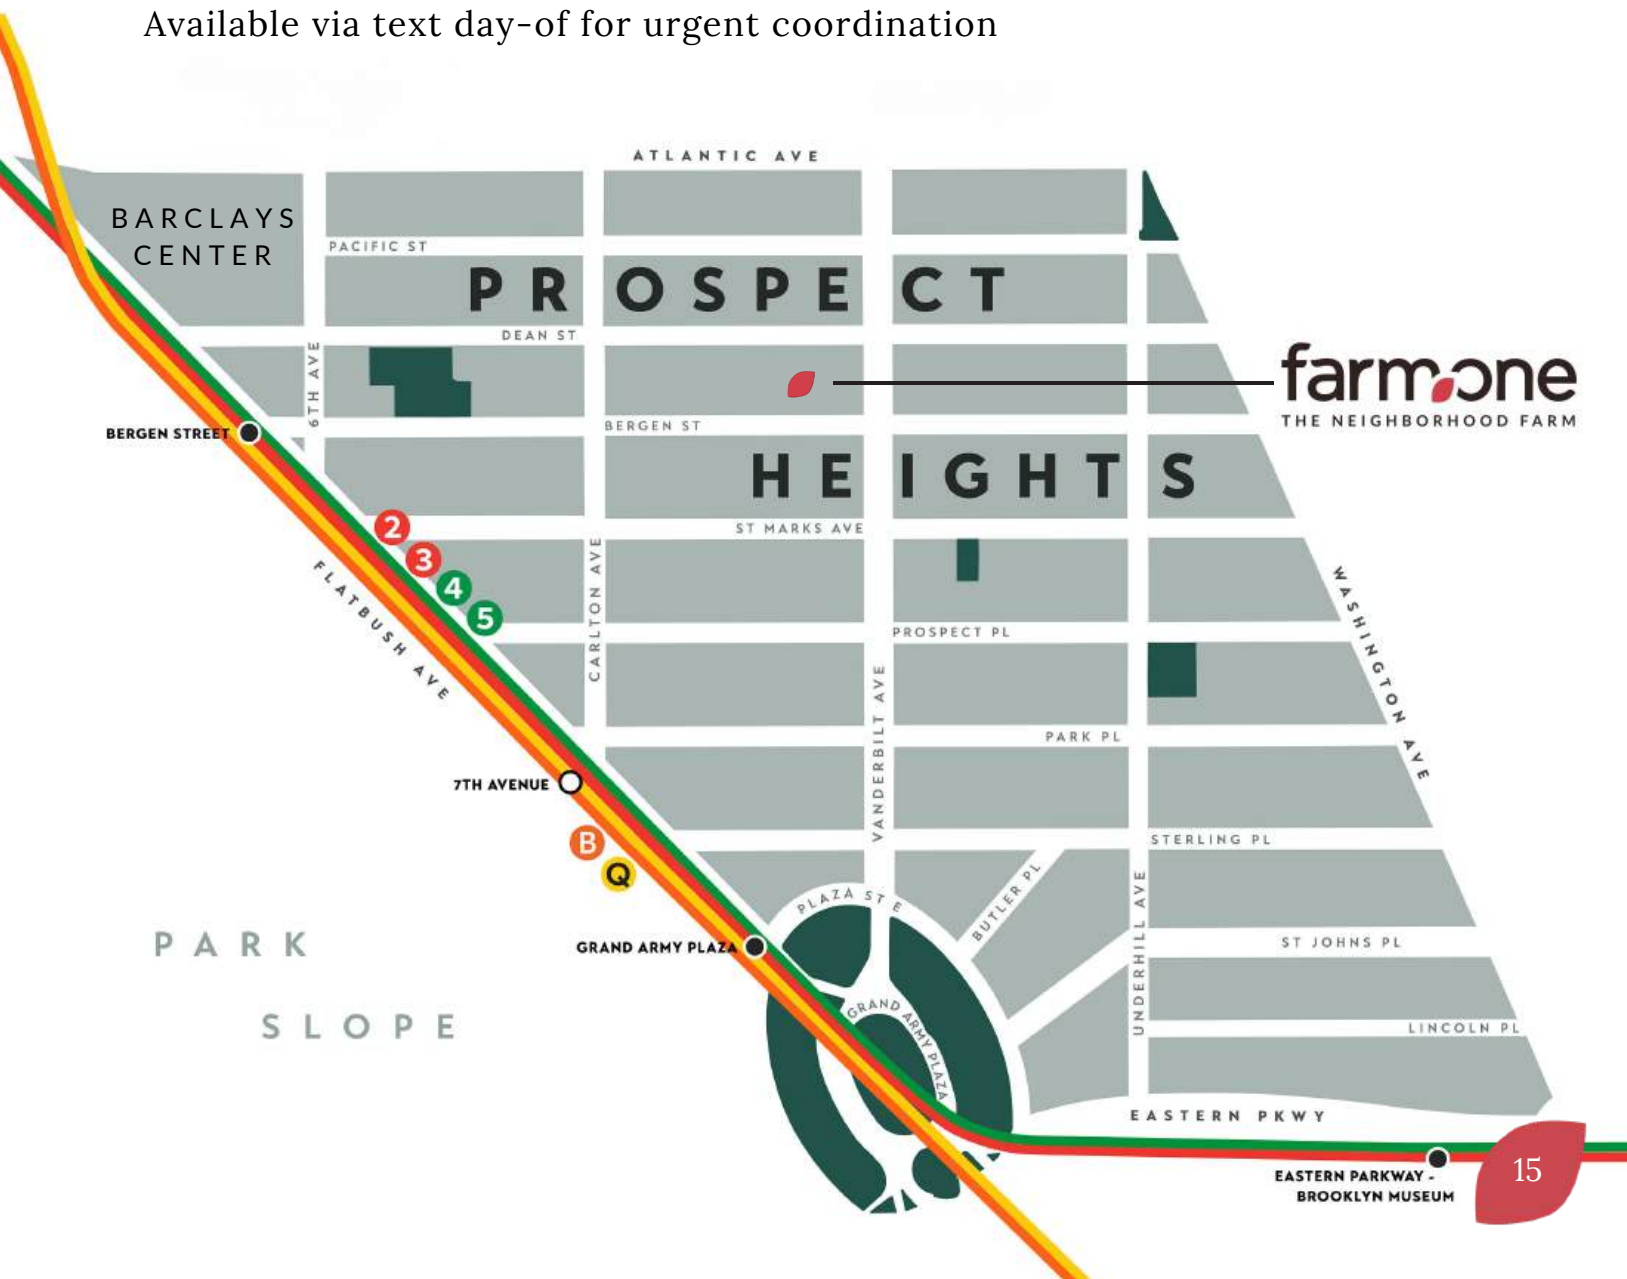 Available via text day-of for urgent coordination
ATLANTIC AVE
BARCLAYS
CENTER
PACIFIC ST
PROSPECT
DEAN ST
6TH AVE
farm.one
THE NEIGHBORHOOD FARM
BERGEN ST
BERGEN STREET
HEIGHTS
2
3
4
5
ST MARKS AVE
FLATBUSH AVE
CARLTON AVE
WASHINGTON AVE
PROSPECT PL
VANDERBILT AVE
PARK PL
7TH AVENUE
B
Q
STERLING PL
PLAZA ST E
BUTLER PL
UNDERHILL AVE
PARK
SLOPE
GRAND ARMY PLAZA
ST JOHNS PL
GRAND ARMY PLAZA
LINCOLN PL
EASTERN PKWY
EASTERN PARKWAY -
BROOKLYN MUSEUM
15